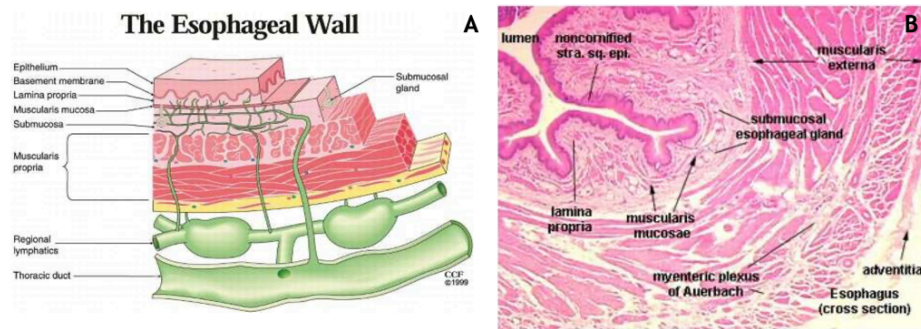 The Esophageal Wall
A
Epithelium
Basement membrane
Lamina propria
Muscularis mucosa
Submucosa
Muscularis
propria
Regional
lymphatics
Thoracic duct
Submucosal
gland
CCF
©1999
B
lumen
noncornified
stra. sq. epi.
muscularis
externa
submucosal
esophageal gland
lamina
propria
muscularis
mucosae
myenteric plexus
of Auerbach
adventitia
Esophagus
(cross section)